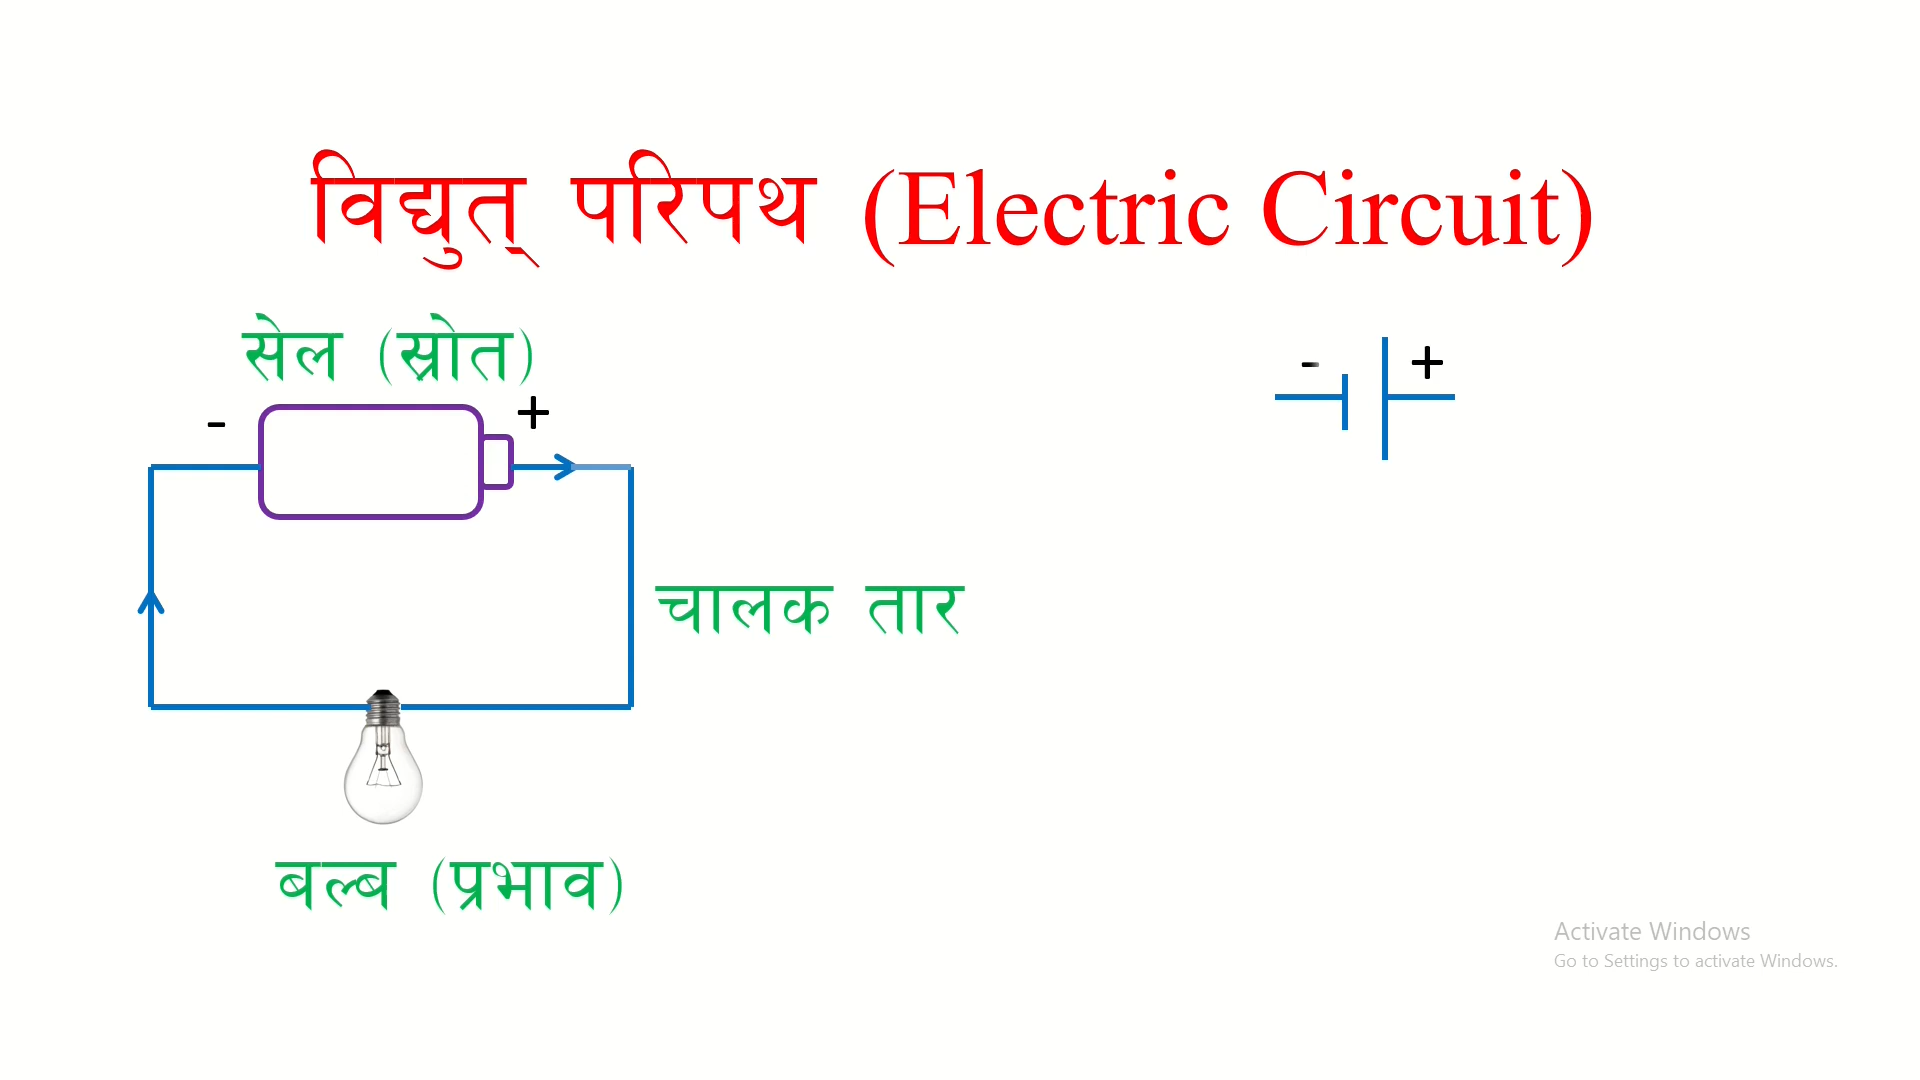 विद्युत् परिपथ (Electric Circuit)
सेल (स्रोत)
- +
- +
चालक तार
बल्ब (प्रभाव)
Activate Windows
Go to Settings to activate Windows.